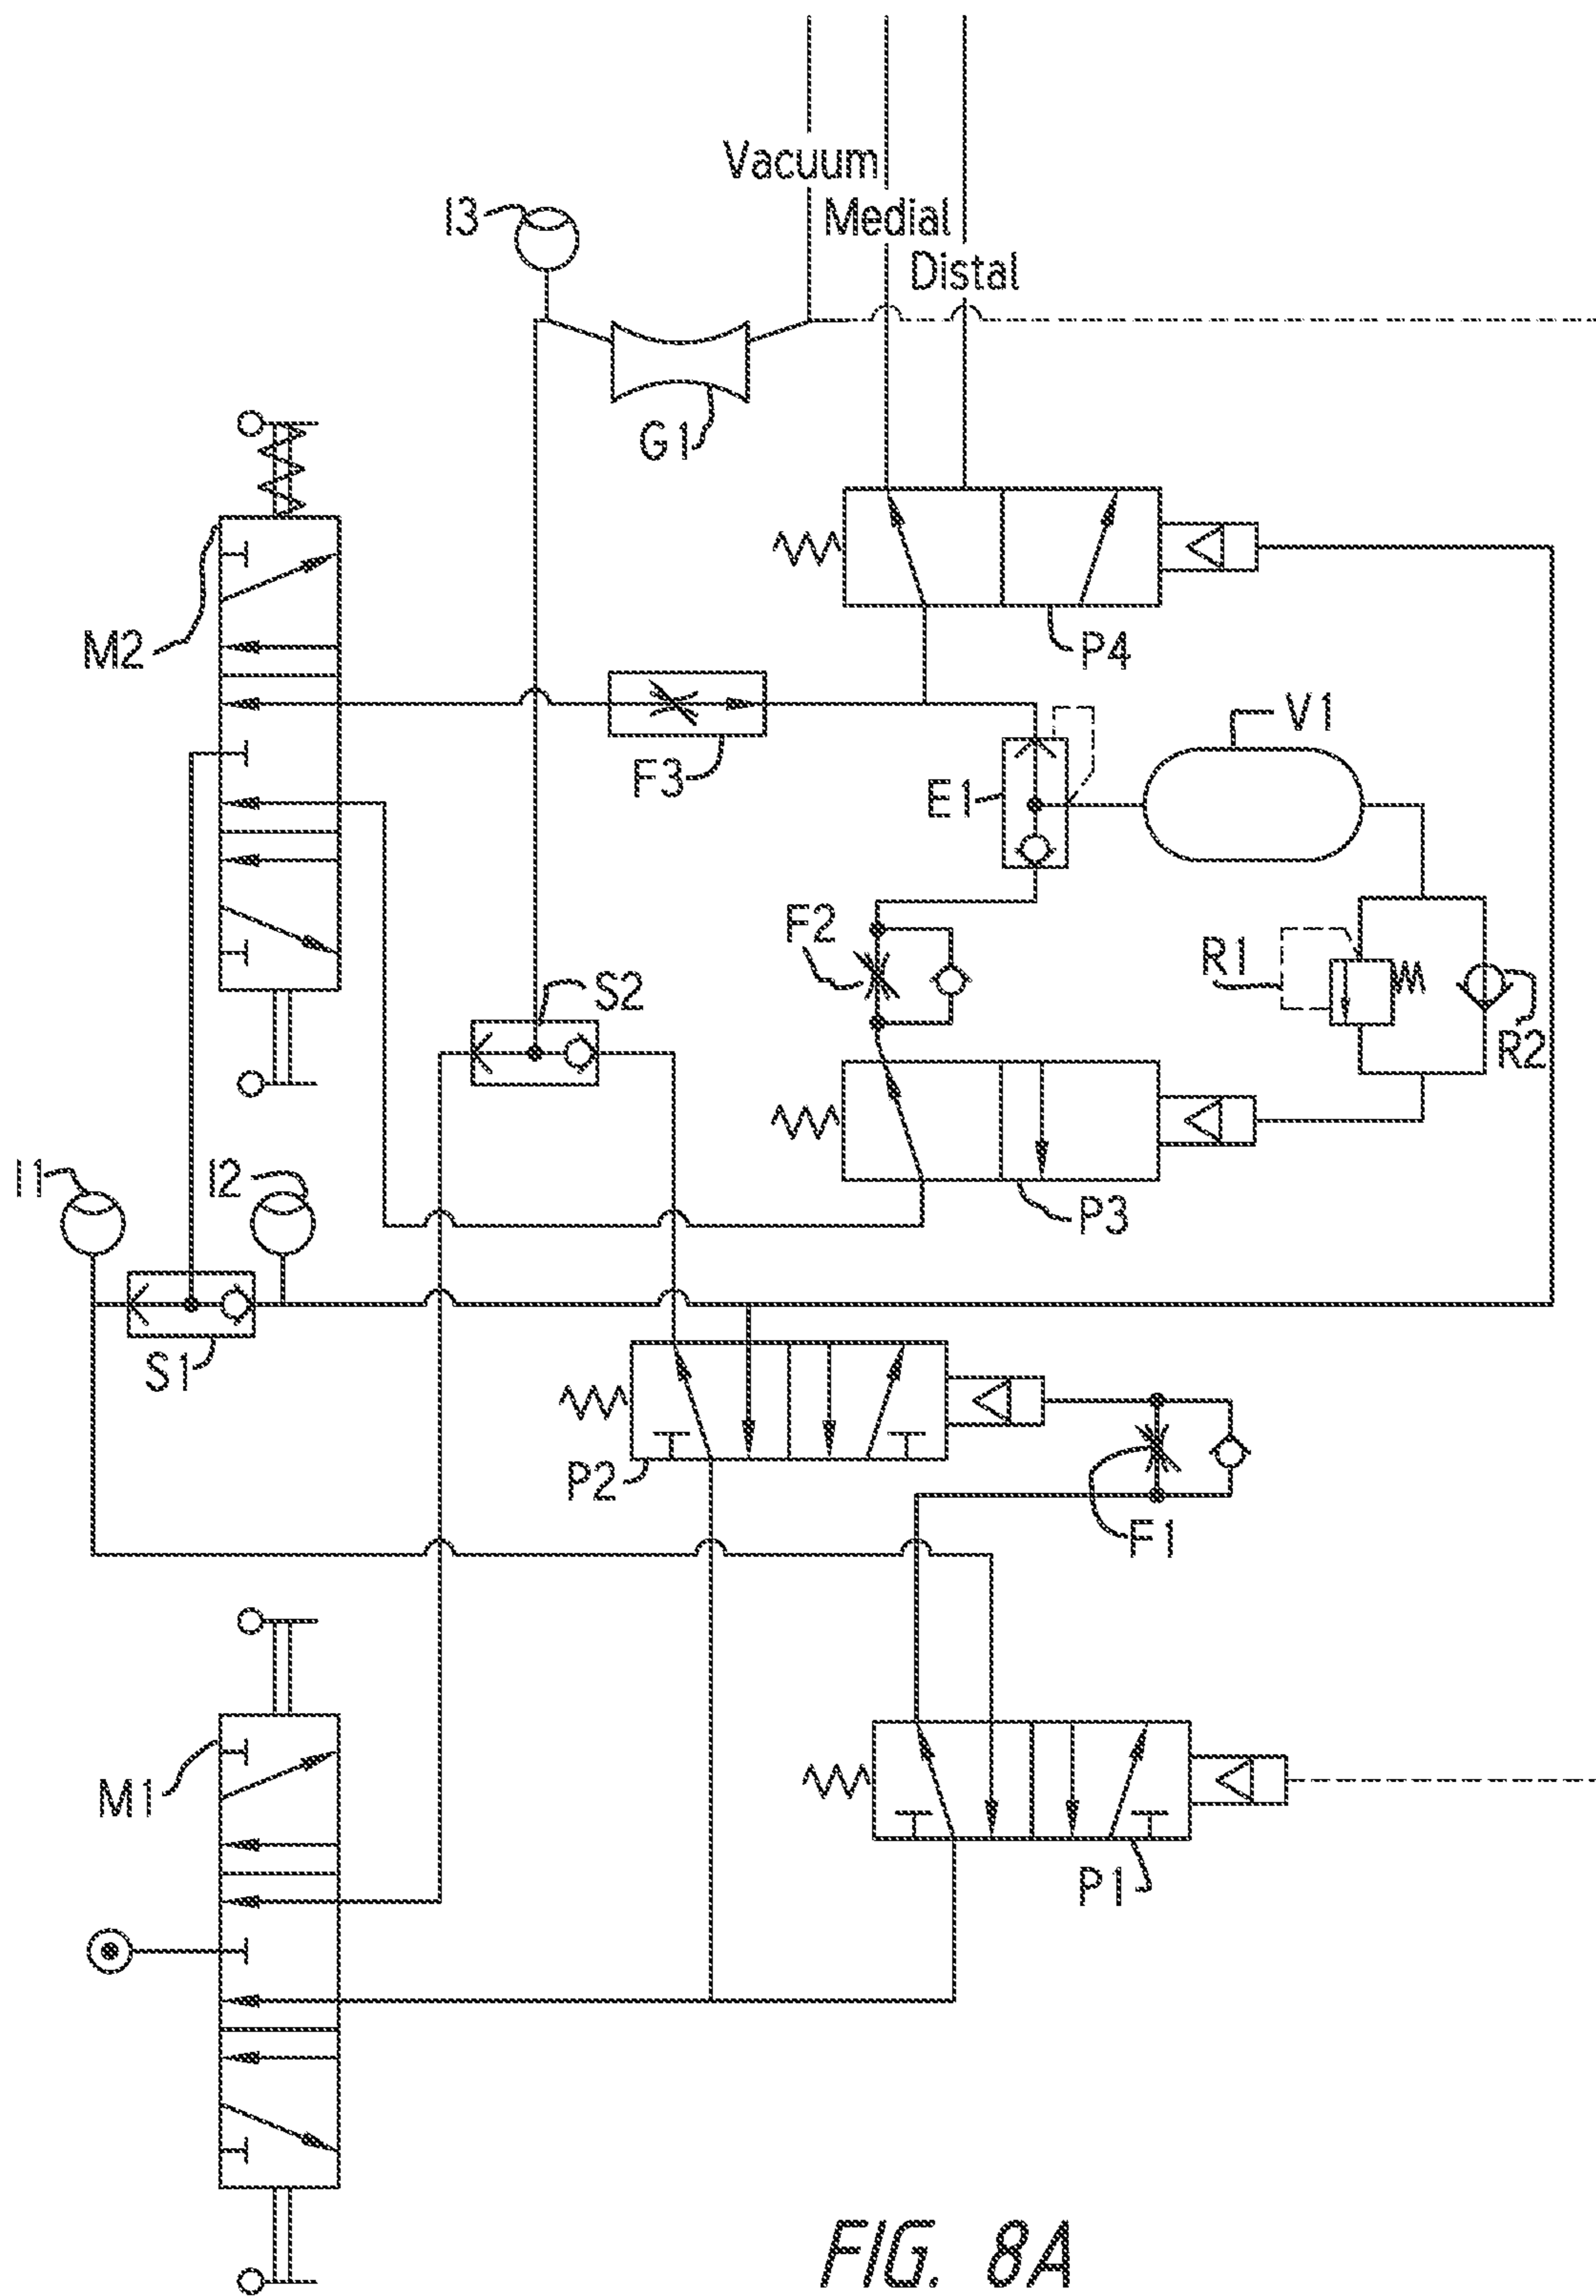 Vacuum
I3
Medial
Distal
G1
M2
P4
V1
F3
E1
F2
R1
S2
R2
I1
I2
P3
S1
P2
F1
M1
P1
FIG. 8A